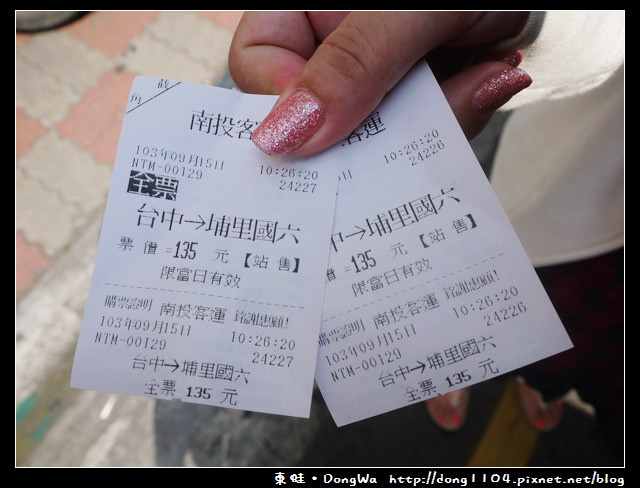 截
角
南投客
103年09月15日 10:26:20
NTM-00129 24227
全票
台中→埔里國六
票 價 =135 元 【站 售】
限當日有效
購票證明 南投客運 銘謝惠顧!
103年09月15日 10:26:20
NTM-00129 24227
台中→埔里國六
全票 135 元
客運
10:26:20
24226
中→埔里國六
價 =135 元 【站 售】
限當日有效
購票證明 南投客運 銘謝惠顧!
103年09月15日 10:26:20
NTM-00129 24226
台中→埔里國六
全票 135 元
東旺·DongWa http://dong1104.pixnet.net/blog